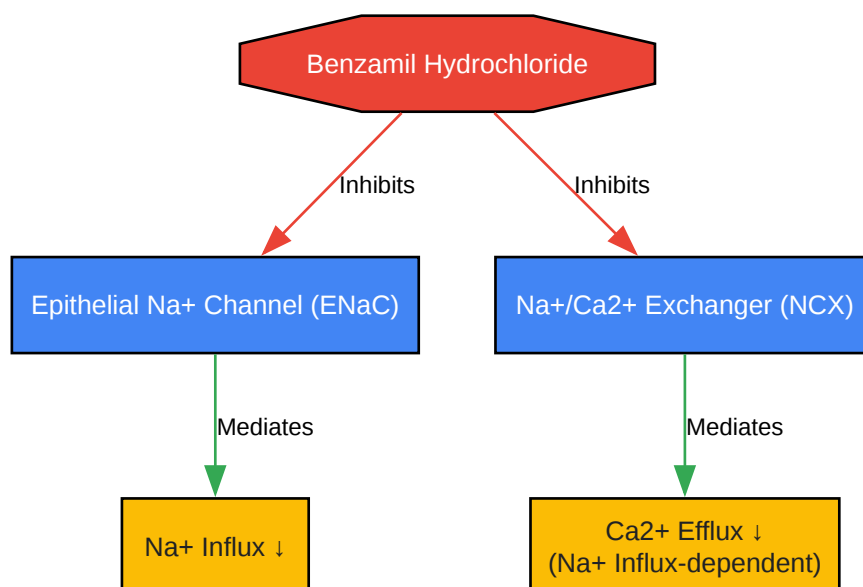 Benzamil Hydrochloride
Inhibits
Inhibits
Epithelial Na+ Channel (ENaC)
Na+/Ca2+ Exchanger (NCX)
Mediates
Mediates
Na+ Influx ↓
Ca2+ Efflux ↓
(Na+ Influx-dependent)